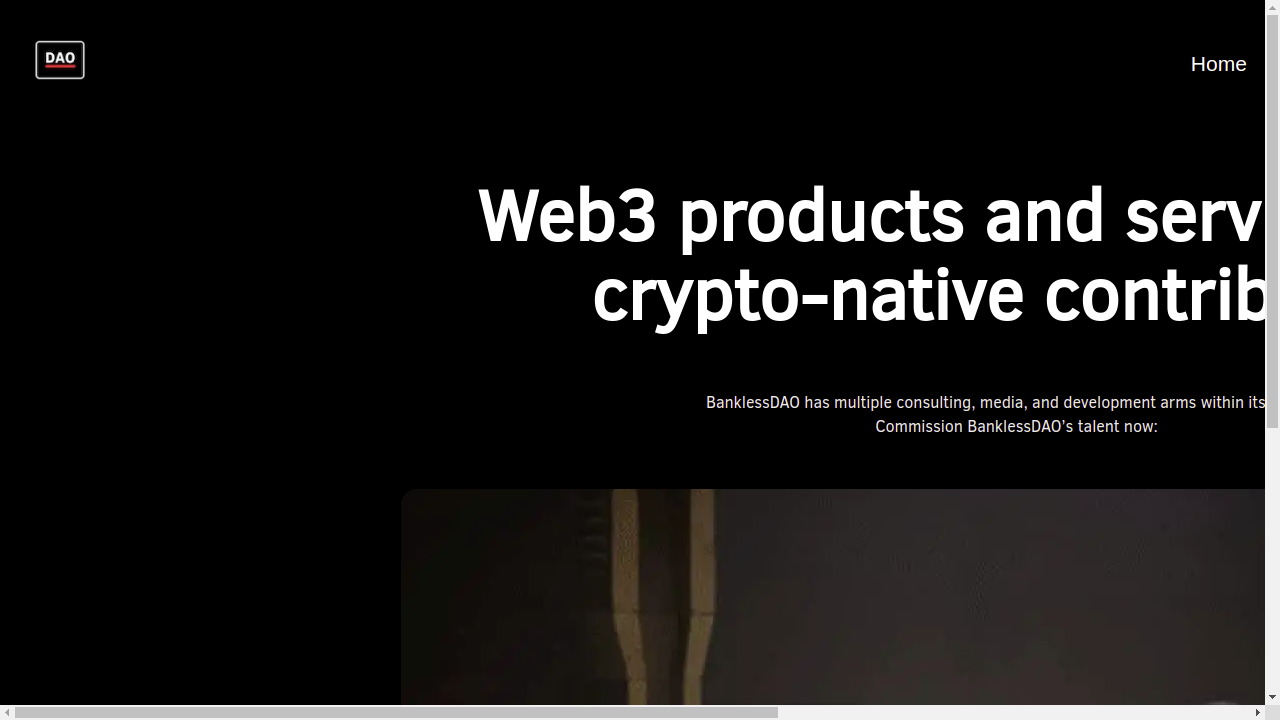 DAO
Home
Web3 products and serv
crypto-native contrib
BanklessDAO has multiple consulting, media, and development arms within its
Commission BanklessDAO's talent now: